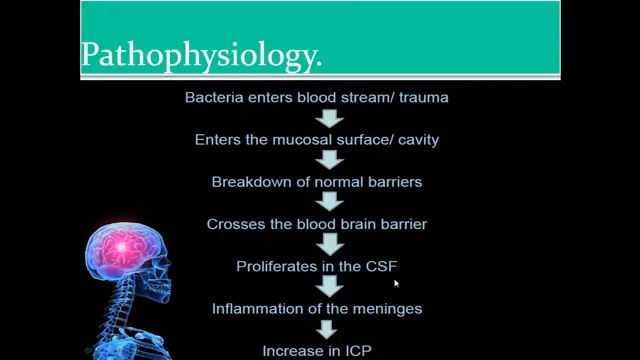 Pathophysiology.
Bacteria enters blood stream/ trauma
Enters the mucosal surface/ cavity
Breakdown of normal barriers
Crosses the blood brain barrier
Proliferates in the CSF
Inflammation of the meninges
Increase in ICP